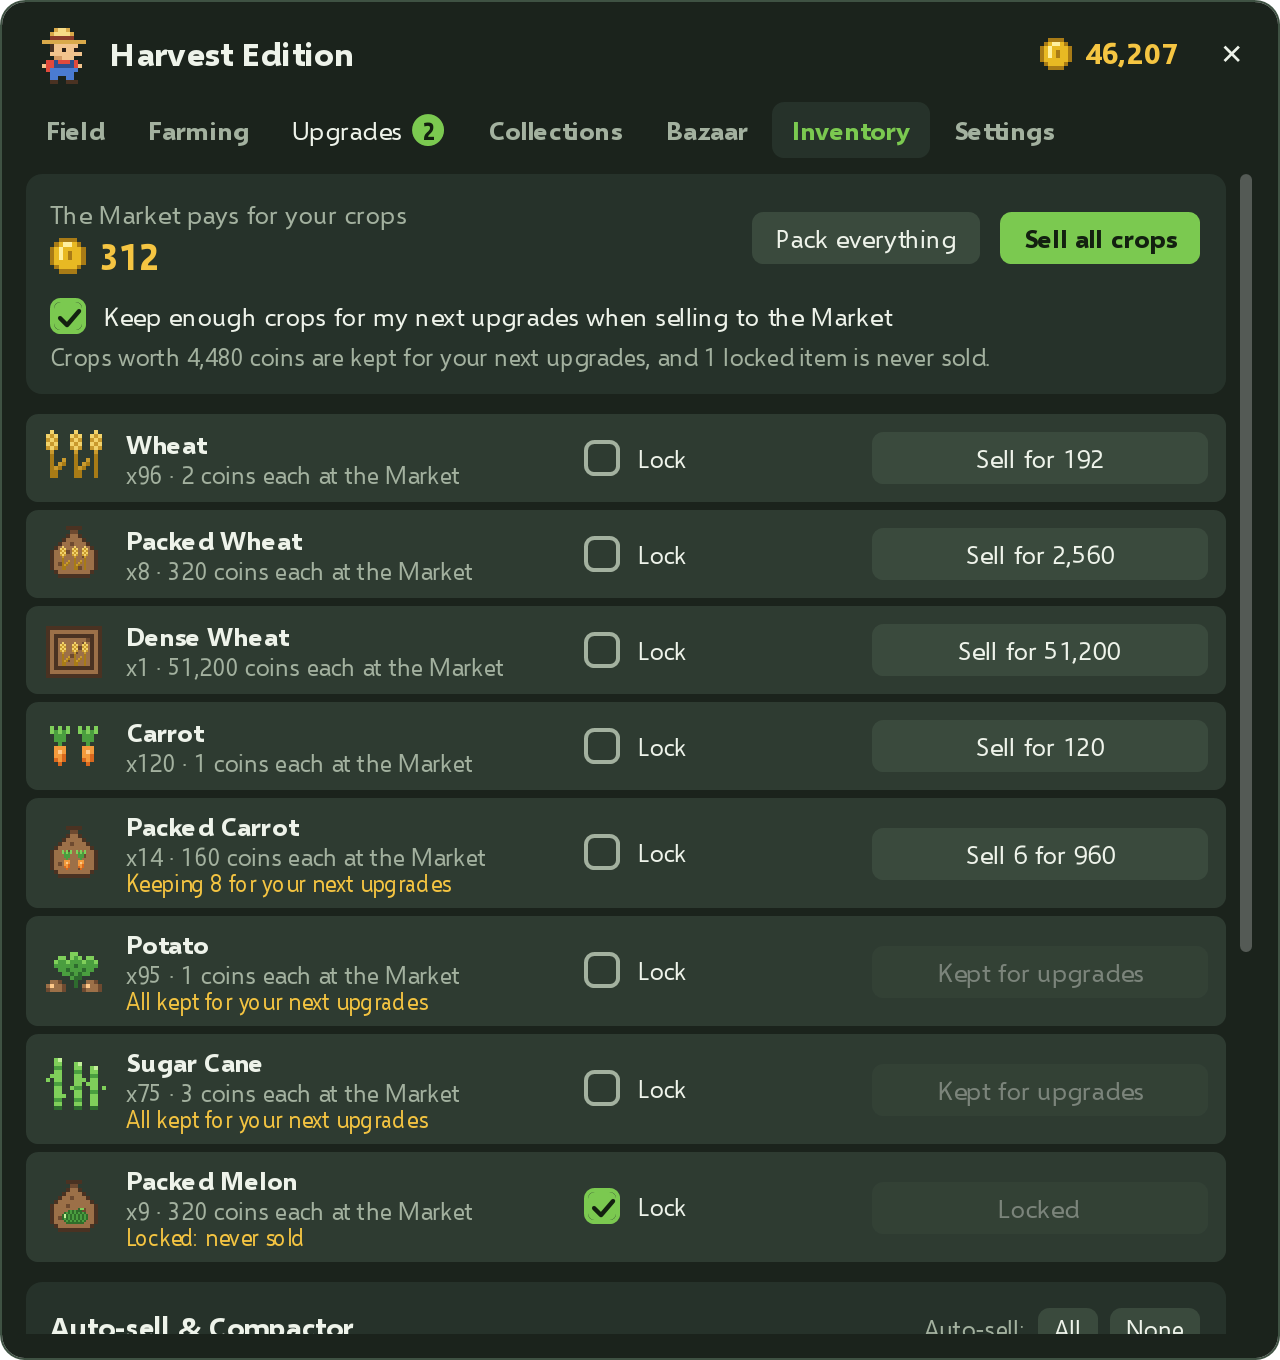 Harvest Edition
46,207
Field Farming Upgrades 2 Collections Bazaar Inventory Settings
The Market pays for your crops
312
Pack everything
Sell all crops
Keep enough crops for my next upgrades when selling to the Market
Crops worth 4,480 coins are kept for your next upgrades, and 1 locked item is never sold.
Wheat
x96 · 2 coins each at the Market
Lock
Sell for 192
Packed Wheat
x8 · 320 coins each at the Market
Lock
Sell for 2,560
Dense Wheat
x1 · 51,200 coins each at the Market
Lock
Sell for 51,200
Carrot
x120 · 1 coins each at the Market
Lock
Sell for 120
Packed Carrot
x14 · 160 coins each at the Market
Keeping 8 for your next upgrades
Lock
Sell 6 for 960
Potato
x95 · 1 coins each at the Market
All kept for your next upgrades
Lock
Kept for upgrades
Sugar Cane
x75 · 3 coins each at the Market
All kept for your next upgrades
Lock
Kept for upgrades
Packed Melon
x9 · 320 coins each at the Market
Locked: never sold
Lock
Locked
Auto-sell & Compactor
Auto-sell: All None